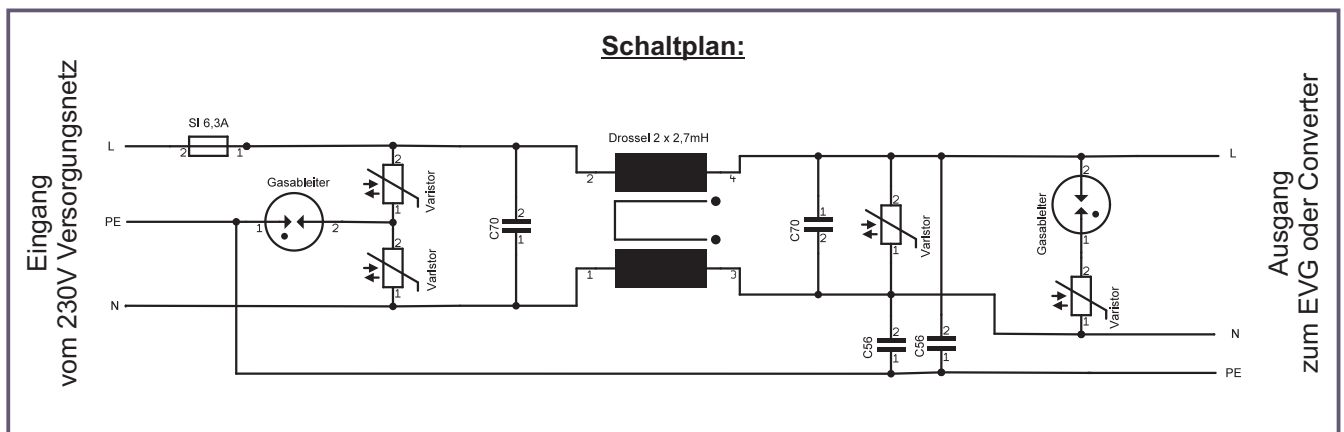 Schaltplan:
Eingang
vom 230V Versorgungsnetz
L
PE
N
SI 6,3A
2
1
Gasableiter
1
2
2
1
Varistor
2
1
Varistor
C70
2
1
Drossel 2 x 2,7mH
2
4
1
3
C70
1
2
2
1
Varistor
C56
2
1
C56
2
1
Gasableiter
2
1
2
1
Varistor
L
N
PE
Ausgang
zum EVG oder Converter